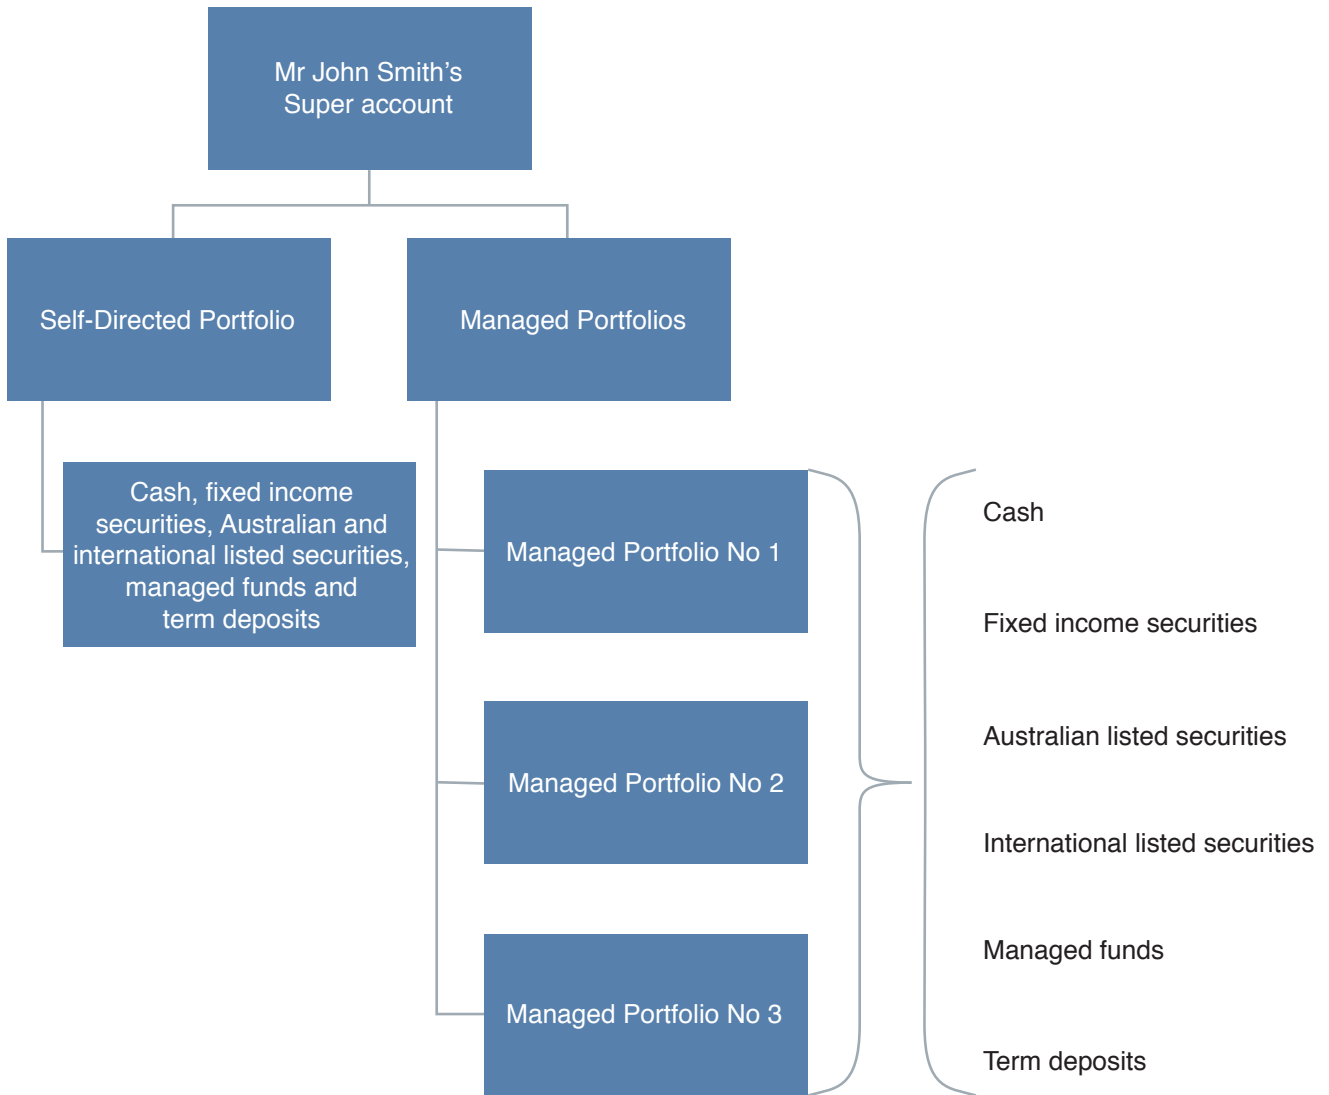 Mr John Smith’s
Super account
Self-Directed Portfolio
Managed Portfolios
Cash, fixed income
securities, Australian and
international listed securities,
managed funds and
term deposits
Managed Portfolio No 1
Managed Portfolio No 2
Managed Portfolio No 3
Cash
Fixed income securities
Australian listed securities
International listed securities
Managed funds
Term deposits